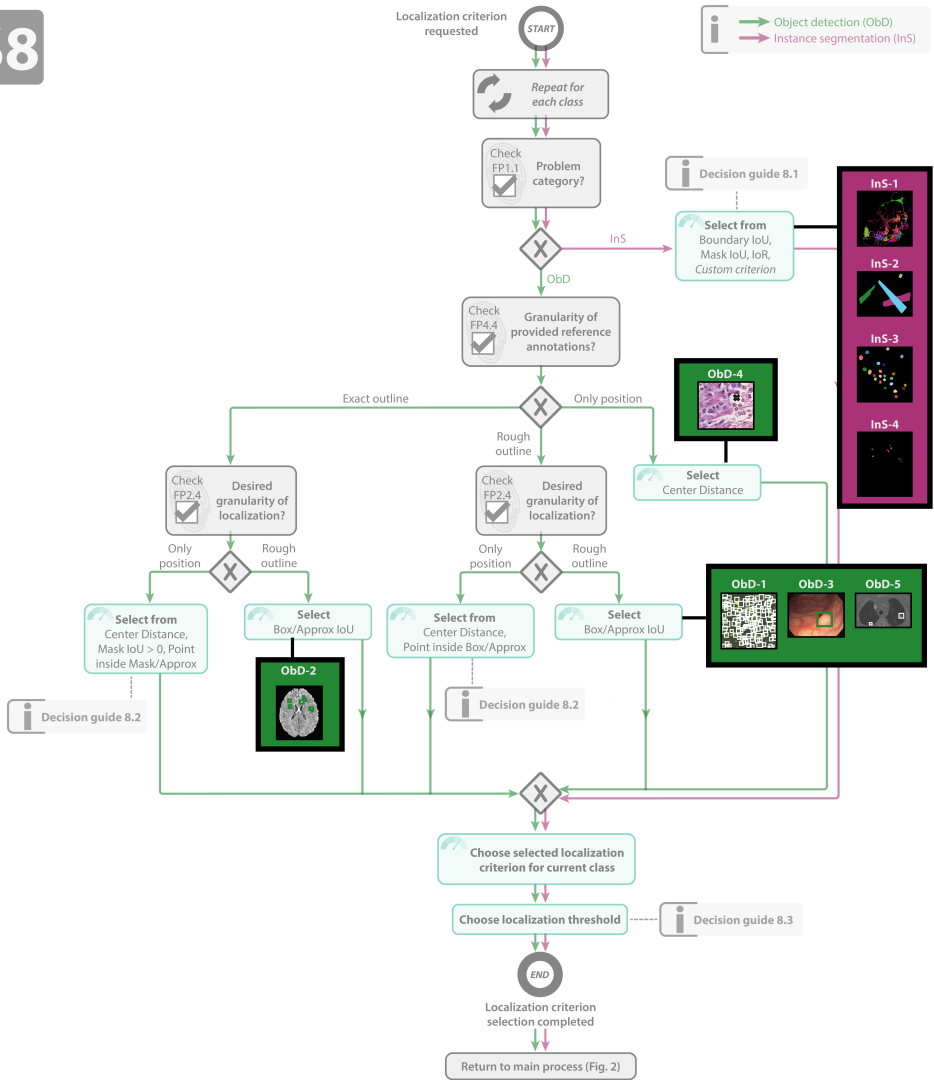 S8
Localization criterion
requested
START
Object detection (ObD)
Instance segmentation (InS)
Repeat for
each class
Check
FP1.1
Problem
category?
Decision guide 8.1
InS
Select from
Boundary IoU,
Mask IoU, IoR,
Custom criterion
InS-1
InS-2
InS-3
InS-4
X
ObD
Check
FP4.4
Granularity of
provided reference
annotations?
Exact outline
X
Only position
Rough
outline
ObD-4
Select
Center Distance
Check
FP2.4
Desired
granularity of
localization?
Check
FP2.4
Desired
granularity of
localization?
Only
position
X
Rough
outline
Only
position
X
Rough
outline
Select from
Center Distance,
Mask IoU > 0, Point
inside Mask/Approx
Select
Box/Approx IoU
Select from
Center Distance,
Point inside Box/Approx
Select
Box/Approx IoU
ObD-1
ObD-3
ObD-5
ObD-2
Decision guide 8.2
Decision guide 8.2
X
Choose selected localization
criterion for current class
Choose localization threshold
Decision guide 8.3
END
Localization criterion
selection completed
Return to main process (Fig. 2)